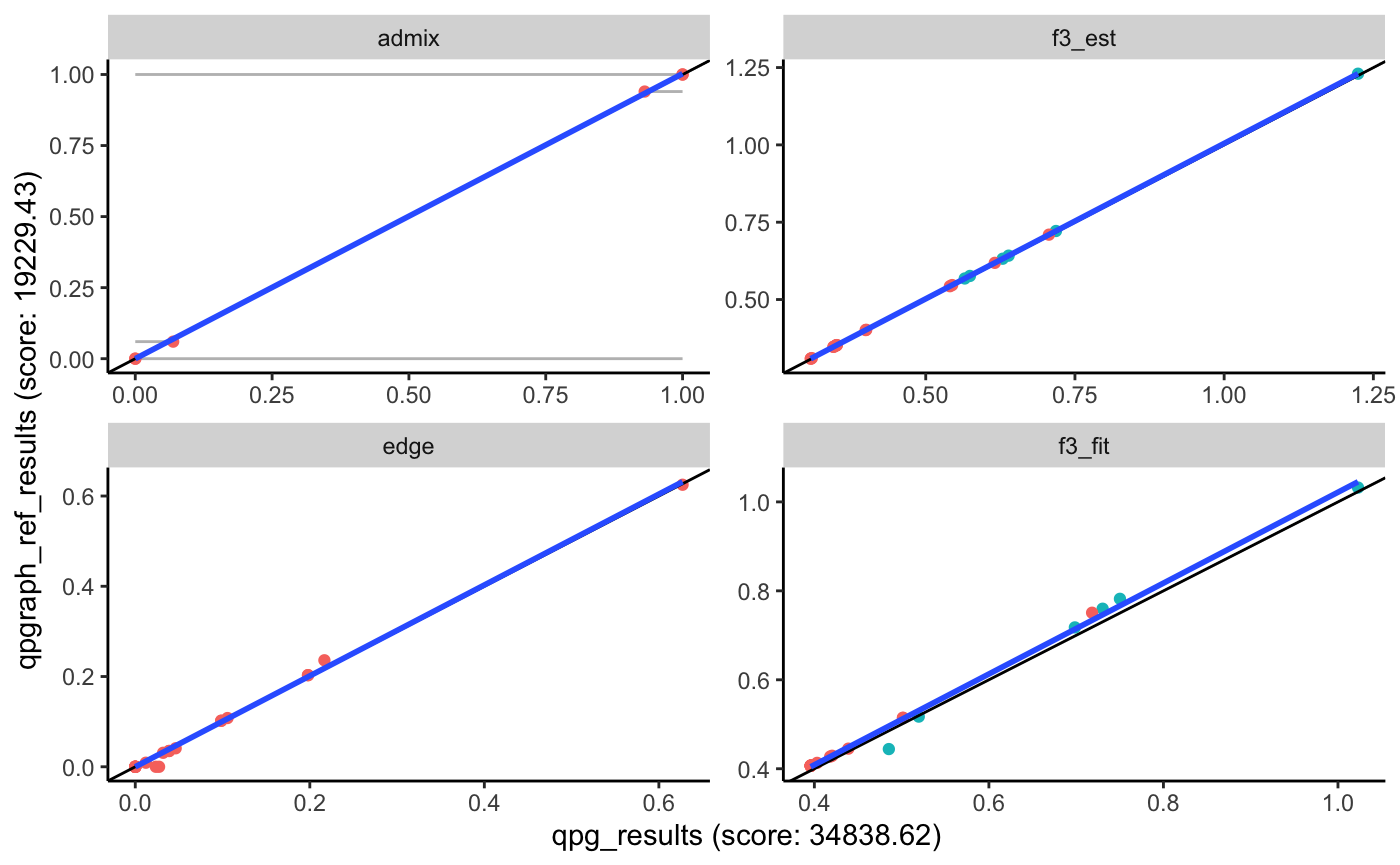 admix
f3_est
1.00
0.75
0.50
0.25
0.00
0.00 0.25 0.50 0.75 1.00
1.25
1.00
0.75
0.50
0.50 0.75 1.00 1.25
edge
f3_fit
0.6
0.4
0.2
0.0
0.0 0.2 0.4 0.6
1.0
0.8
0.6
0.4
0.4 0.6 0.8 1.0
qpgraph_ref_results (score: 19229.43)
qpg_results (score: 34838.62)